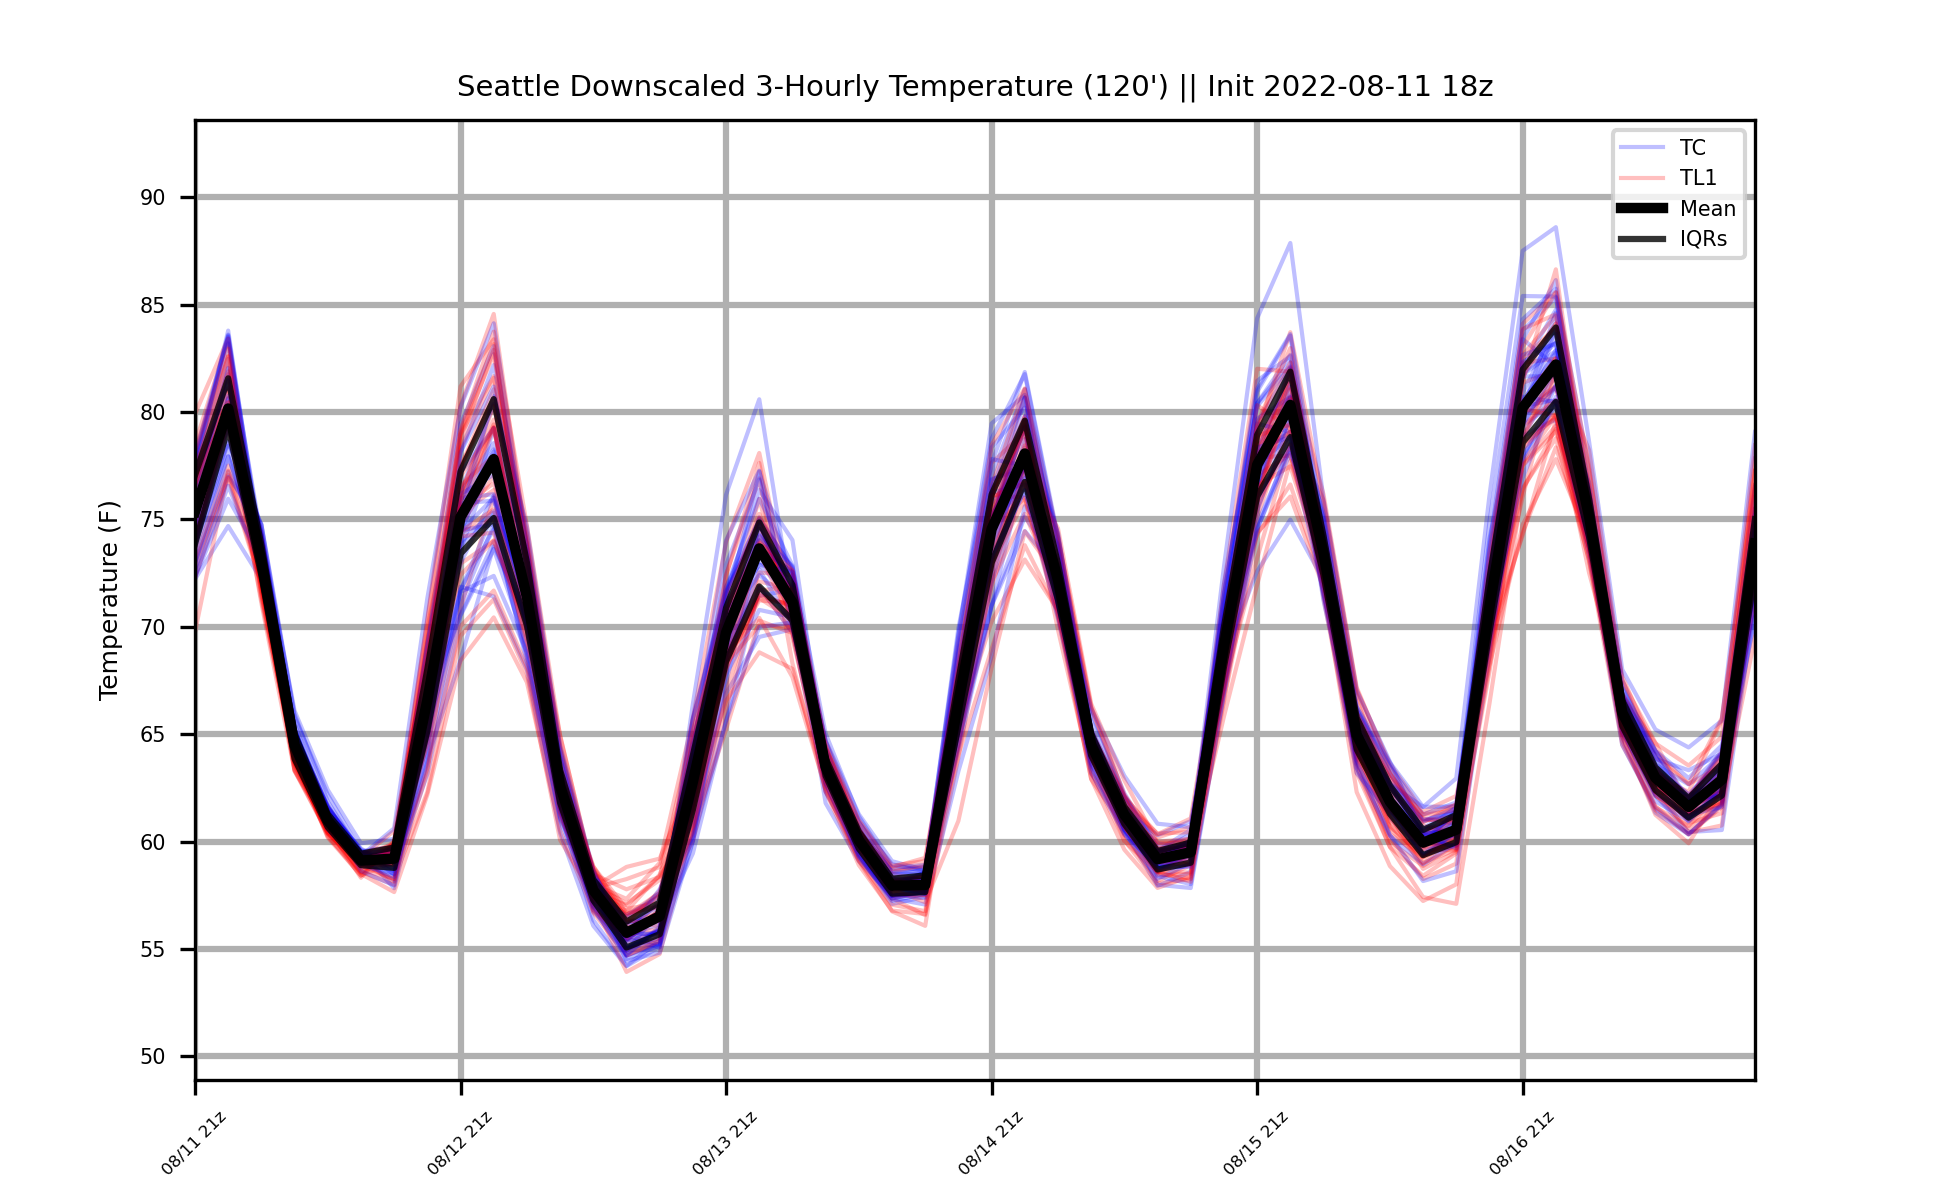 Seattle Downscaled 3-Hourly Temperature (120') || Init 2022-08-11 18z
TC
TL1
Mean
IQRs
Temperature (F)
90
85
80
75
70
65
60
55
50
08/11 21z
08/12 21z
08/13 21z
08/14 21z
08/15 21z
08/16 21z